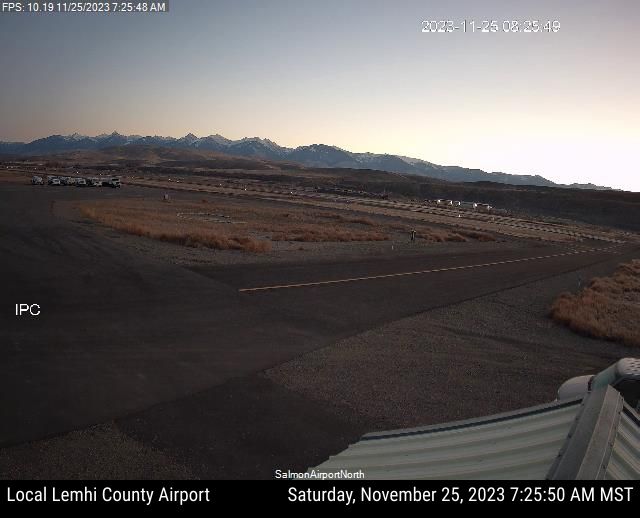 FPS: 10.19 11/25/2023 7:25:48 AM
2023-11-25 08:25:49
IPC
SalmonAirportNorth
Local Lemhi County Airport
Saturday, November 25, 2023 7:25:50 AM MST